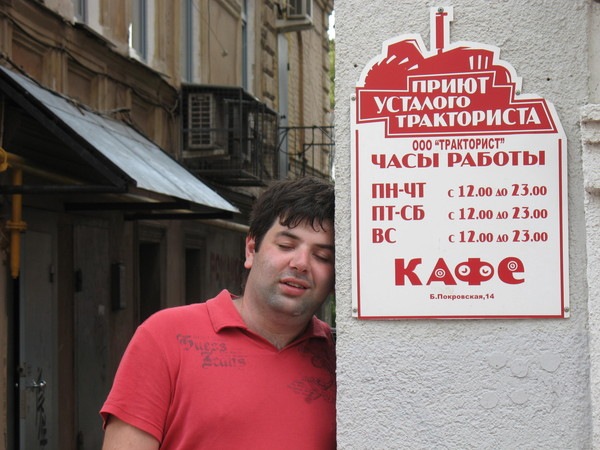 ПРИЮТ
УСТАЛОГО
ТРАКТОРИСТА
ООО "ТРАКТОРИСТ"
ЧАСЫ РАБОТЫ
ПН-ЧТ с 12.00 до 23.00
ПТ-СБ с 12.00 до 23.00
ВС с 12.00 до 23.00
КАФЕ
Б.Покровская,14
Guess